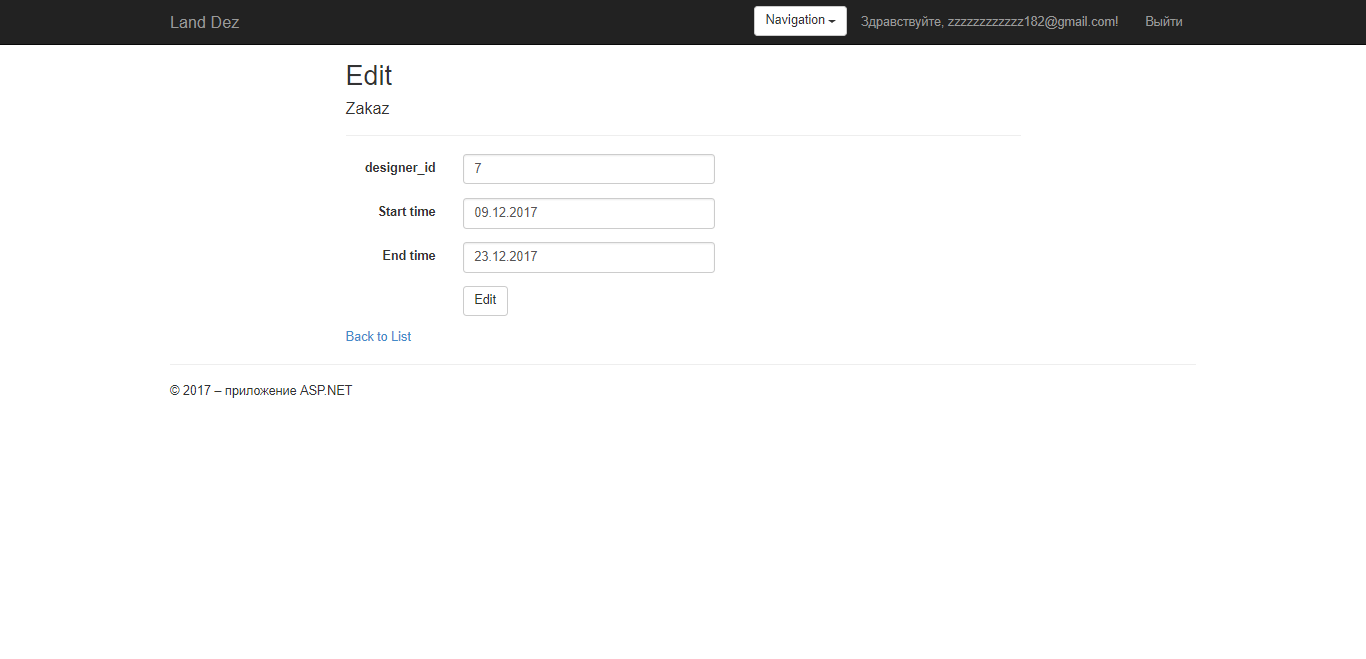 Land Dez
Navigation
Здравствуйте, zzzzzzzzzzzz182@gmail.com!
Выйти
Edit
Zakaz
designer_id
7
Start time
09.12.2017
End time
23.12.2017
Edit
Back to List
© 2017 – приложение ASP.NET